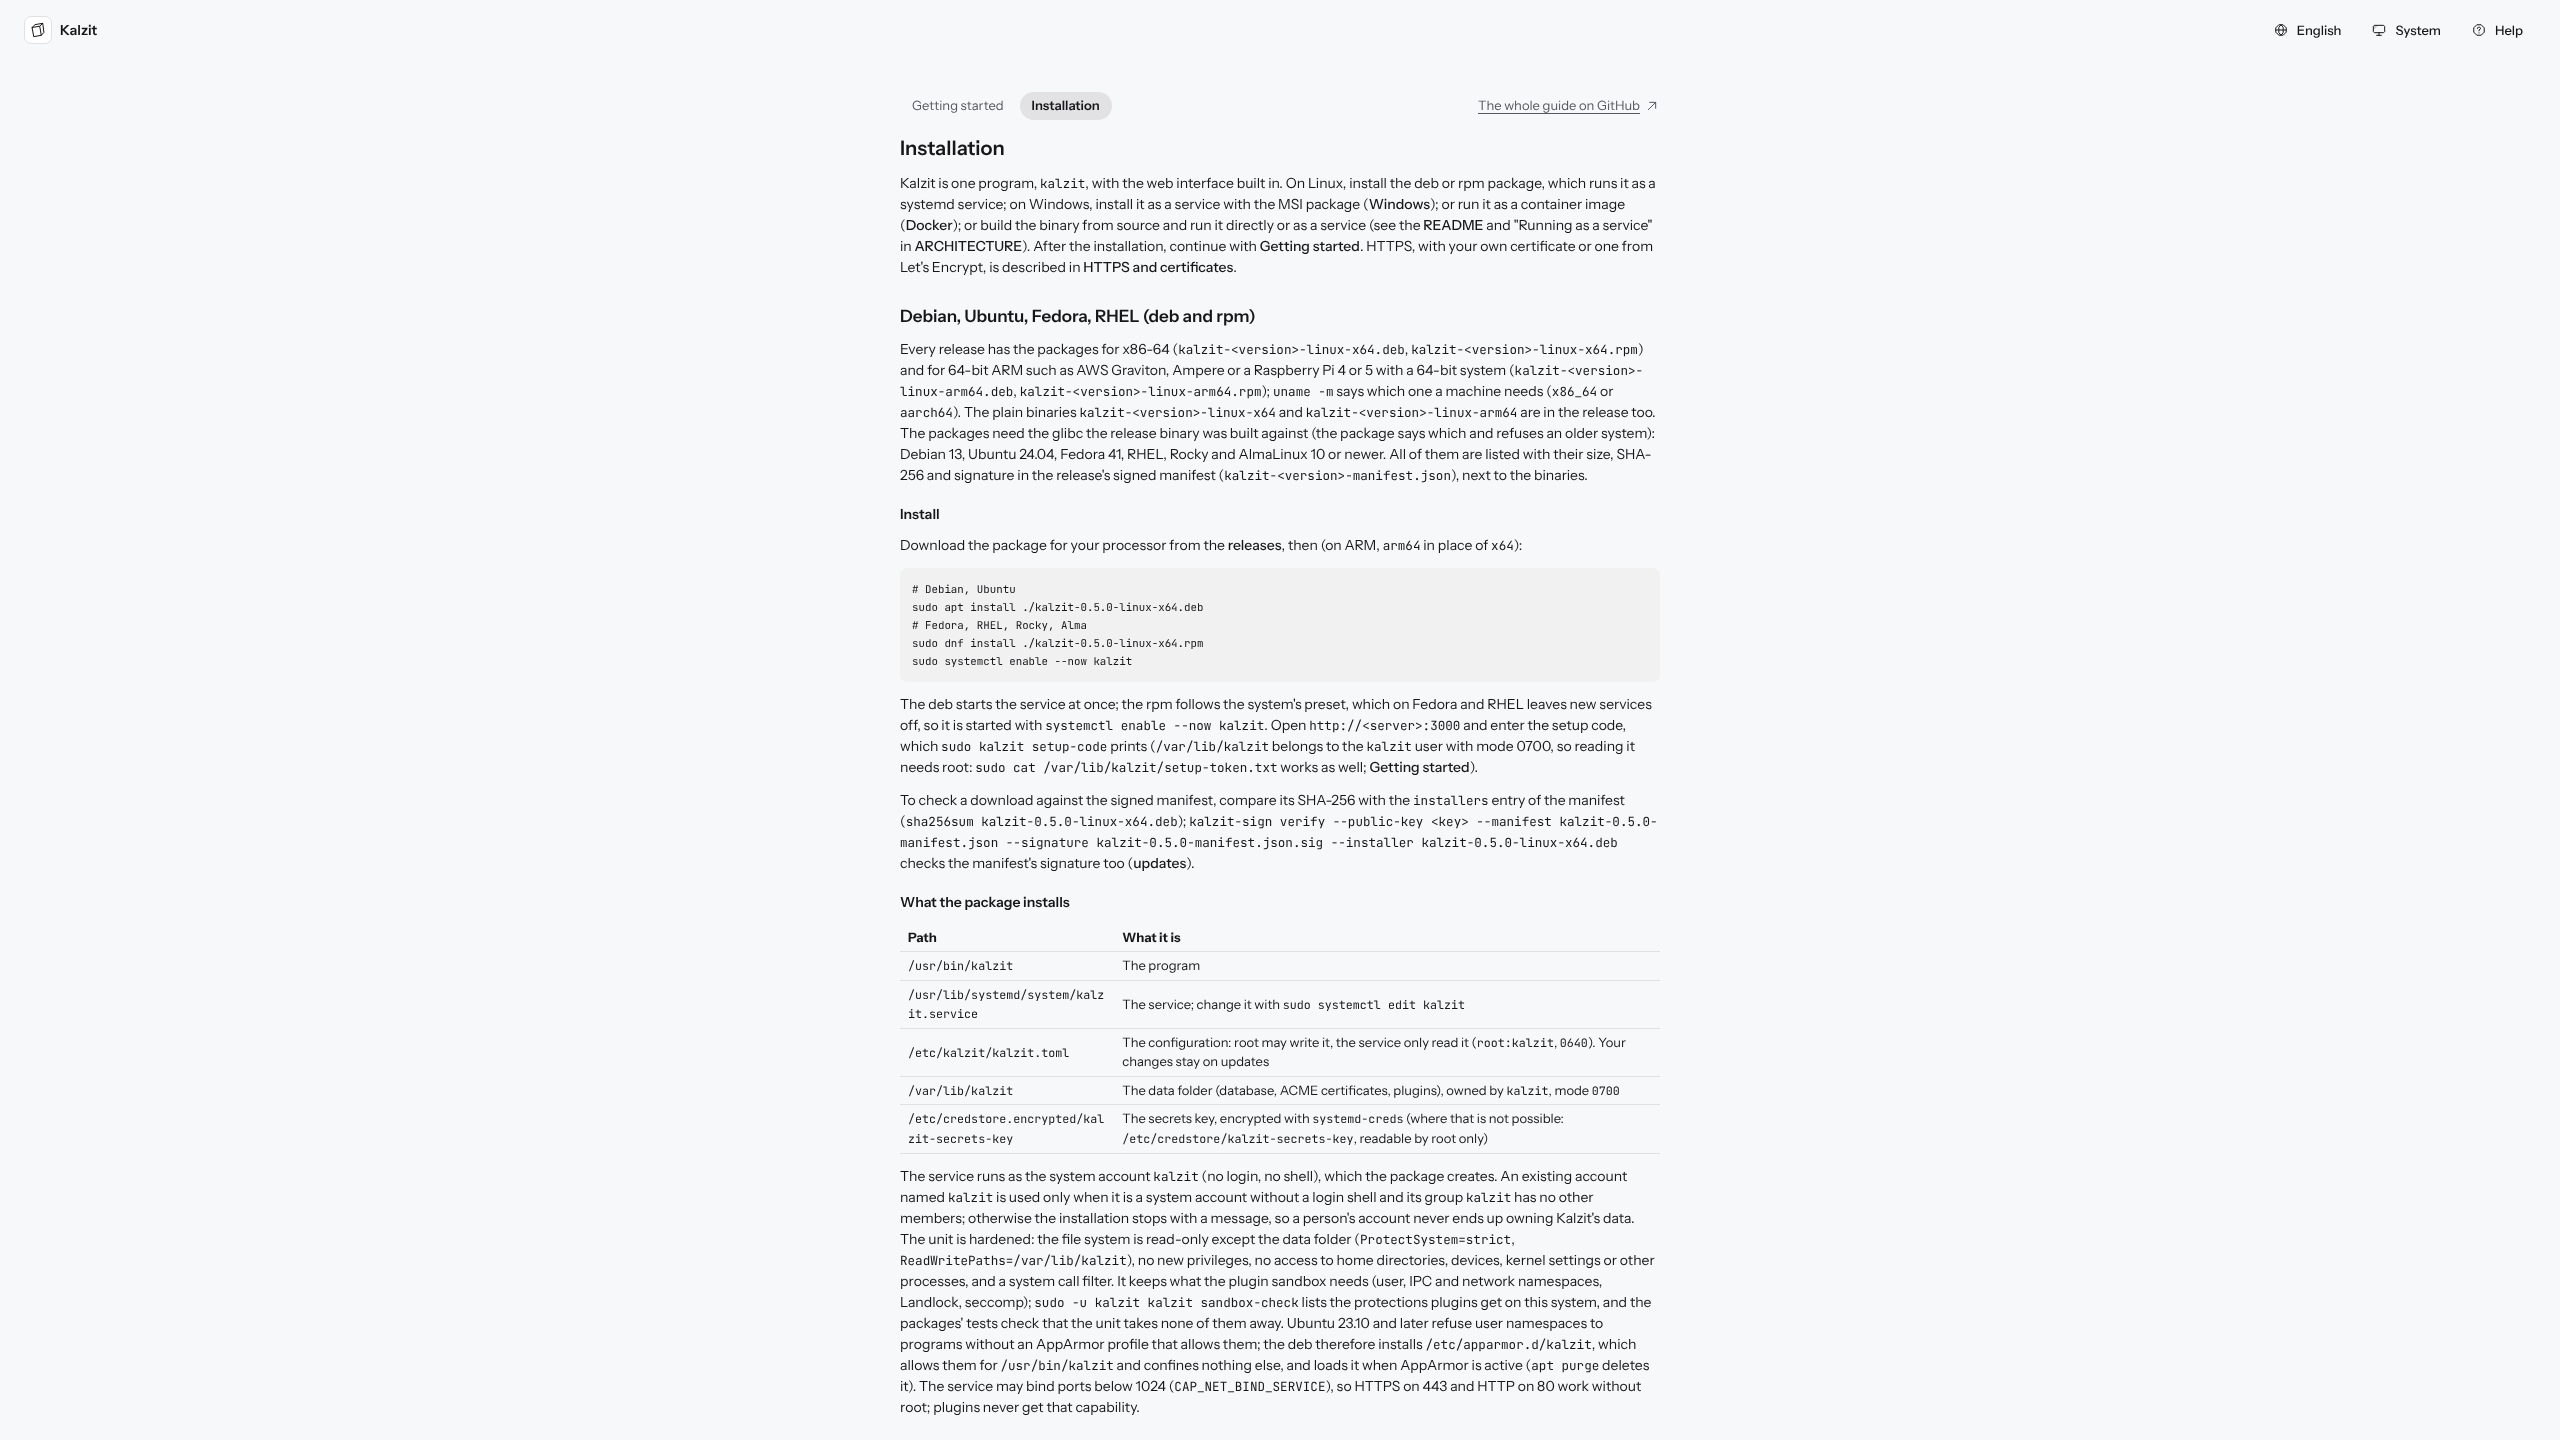 Kalzit
English
System
Help
Getting started
Installation
The whole guide on GitHub
Installation
Kalzit is one program, kalzit, with the web interface built in. On Linux, install the deb or rpm package, which runs it as a
systemd service; on Windows, install it as a service with the MSI package (Windows); or run it as a container image
(Docker); or build the binary from source and run it directly or as a service (see the README and "Running as a service"
in ARCHITECTURE). After the installation, continue with Getting started. HTTPS, with your own certificate or one from
Let's Encrypt, is described in HTTPS and certificates.
Debian, Ubuntu, Fedora, RHEL (deb and rpm)
Every release has the packages for x86-64 (kalzit-<version>-linux-x64.deb, kalzit-<version>-linux-x64.rpm)
and for 64-bit ARM such as AWS Graviton, Ampere or a Raspberry Pi 4 or 5 with a 64-bit system (kalzit-<version>-
linux-arm64.deb, kalzit-<version>-linux-arm64.rpm); uname -m says which one a machine needs (x86_64 or
aarch64). The plain binaries kalzit-<version>-linux-x64 and kalzit-<version>-linux-arm64 are in the release too.
The packages need the glibc the release binary was built against (the package says which and refuses an older system):
Debian 13, Ubuntu 24.04, Fedora 41, RHEL, Rocky and AlmaLinux 10 or newer. All of them are listed with their size, SHA-
256 and signature in the release's signed manifest (kalzit-<version>-manifest.json), next to the binaries.
Install
Download the package for your processor from the releases, then (on ARM, arm64 in place of x64):
# Debian, Ubuntu
sudo apt install ./kalzit-0.5.0-linux-x64.deb
# Fedora, RHEL, Rocky, Alma
sudo dnf install ./kalzit-0.5.0-linux-x64.rpm
sudo systemctl enable --now kalzit
The deb starts the service at once; the rpm follows the system's preset, which on Fedora and RHEL leaves new services
off, so it is started with systemctl enable --now kalzit. Open http://<server>:3000 and enter the setup code,
which sudo kalzit setup-code prints (/var/lib/kalzit belongs to the kalzit user with mode 0700, so reading it
needs root: sudo cat /var/lib/kalzit/setup-token.txt works as well; Getting started).
To check a download against the signed manifest, compare its SHA-256 with the installers entry of the manifest
(sha256sum kalzit-0.5.0-linux-x64.deb); kalzit-sign verify --public-key <key> --manifest kalzit-0.5.0-
manifest.json --signature kalzit-0.5.0-manifest.json.sig --installer kalzit-0.5.0-linux-x64.deb
checks the manifest's signature too (updates).
What the package installs
Path What it is
/usr/bin/kalzit The program
/usr/lib/systemd/system/kalz
it.service
The service; change it with sudo systemctl edit kalzit
/etc/kalzit/kalzit.toml
The configuration: root may write it, the service only read it (root:kalzit, 0640). Your
changes stay on updates
/var/lib/kalzit The data folder (database, ACME certificates, plugins), owned by kalzit, mode 0700
/etc/credstore.encrypted/kal
zit-secrets-key
The secrets key, encrypted with systemd-creds (where that is not possible:
/etc/credstore/kalzit-secrets-key, readable by root only)
The service runs as the system account kalzit (no login, no shell), which the package creates. An existing account
named kalzit is used only when it is a system account without a login shell and its group kalzit has no other
members; otherwise the installation stops with a message, so a person's account never ends up owning Kalzit's data.
The unit is hardened: the file system is read-only except the data folder (ProtectSystem=strict,
ReadWritePaths=/var/lib/kalzit), no new privileges, no access to home directories, devices, kernel settings or other
processes, and a system call filter. It keeps what the plugin sandbox needs (user, IPC and network namespaces,
Landlock, seccomp); sudo -u kalzit kalzit sandbox-check lists the protections plugins get on this system, and the
packages' tests check that the unit takes none of them away. Ubuntu 23.10 and later refuse user namespaces to
programs without an AppArmor profile that allows them; the deb therefore installs /etc/apparmor.d/kalzit, which
allows them for /usr/bin/kalzit and confines nothing else, and loads it when AppArmor is active (apt purge deletes
it). The service may bind ports below 1024 (CAP_NET_BIND_SERVICE), so HTTPS on 443 and HTTP on 80 work without
root; plugins never get that capability.